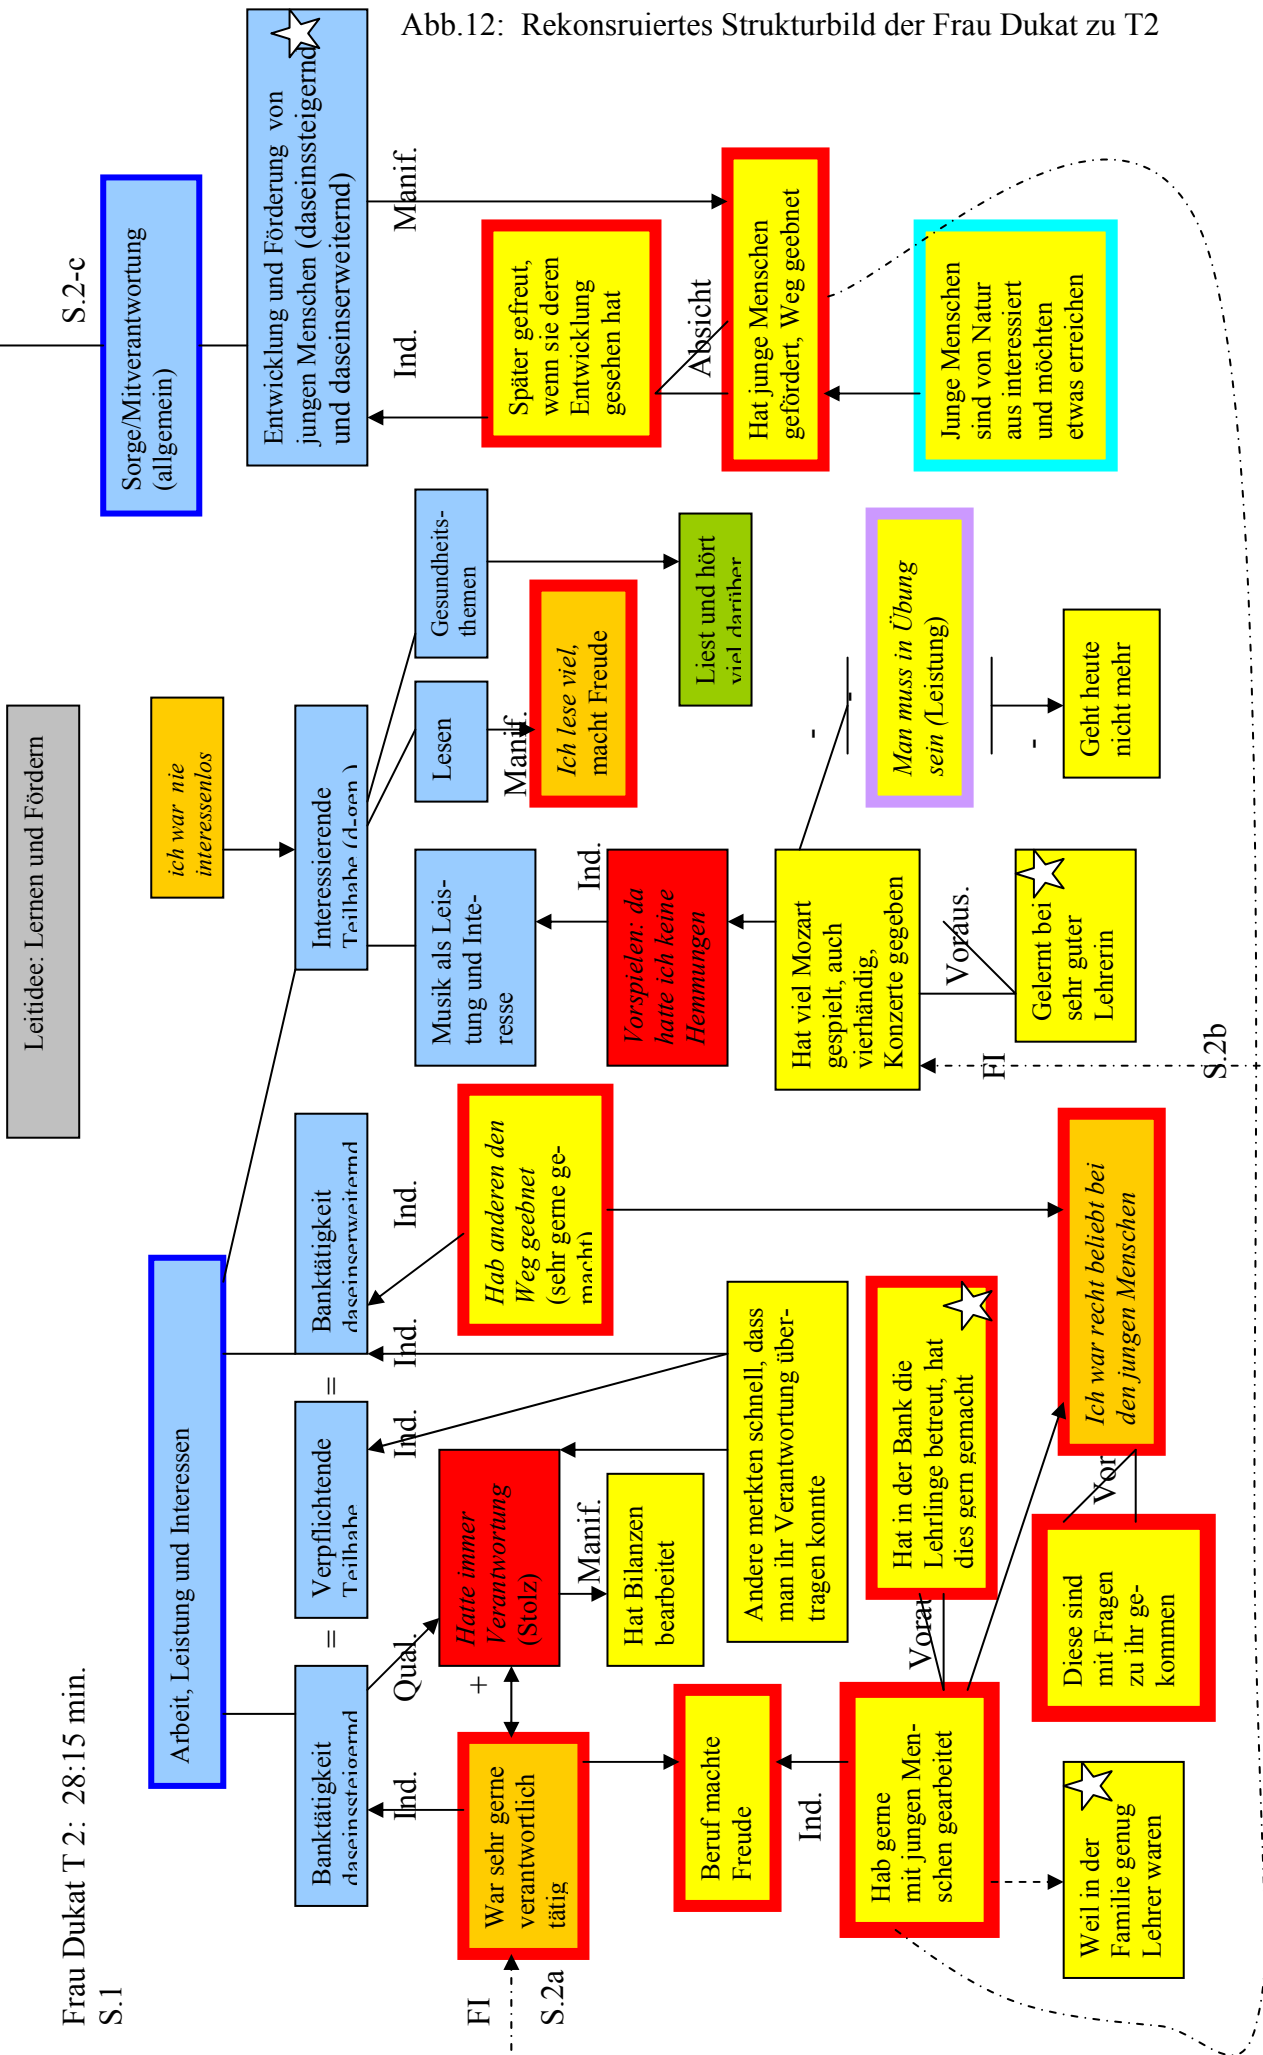 Abb.12:  Rekonsruiertes Strukturbild der Frau Dukat zu T2
Frau Dukat T 2:  28:15 min.
S.1
Leitidee: Lernen und Fördern
S.2-c
Arbeit, Leistung und Interessen
ich war  nie
interessenlos
Sorge/Mitverantwortung
(allgemein)
Banktätigkeit
daseinssteigernd
=
Verpflichtende
Teilhabe
=
Banktätigkeit
daseinserweiternd
Interessierende
Teilhabe (d-gen.)
Entwicklung und Förderung  von
jungen Menschen (daseinssteigernd
und daseinserweiternd)
Ind.
Qual.
Ind.
Ind.
Ind.
Musik als Leis-
tung und Inte-
resse
Lesen
Gesundheits-
themen
Ind.
Manif.
FI
S.2a
War sehr gerne
verantwortlich
tätig
+
Hatte immer
Verantwortung
(Stolz)
Hab anderen den
Weg geebnet
(sehr gerne ge-
macht)
Manif.
Ich lese viel,
macht Freude
Später gefreut,
wenn sie deren
Entwicklung
gesehen hat
Manif.
Ind.
Hat Bilanzen
bearbeitet
Vorspielen: da
hatte ich keine
Hemmungen
Liest und hört
viel darüber
Absicht
Beruf machte
Freude
Andere merkten schnell, dass
man ihr Verantwortung über-
tragen konnte
Hat viel Mozart
gespielt, auch
vierhändig,
Konzerte gegeben
-
-
Hat junge Menschen
gefördert, Weg geebnet
Ind.
Hab gerne
mit jungen Men-
schen gearbeitet
Vorau
Hat in der Bank die
Lehrlinge betreut, hat
dies gern gemacht
Man muss in Übung
sein (Leistung)
Junge Menschen
sind von Natur
aus interessiert
und möchten
etwas erreichen
FI
Voraus.
-
Weil in der
Familie genug
Lehrer waren
Diese sind
mit Fragen
zu ihr ge-
kommen
Vor
Ich war recht beliebt bei
den jungen Menschen
Gelernt bei
sehr guter
Lehrerin
Geht heute
nicht mehr
S.2b